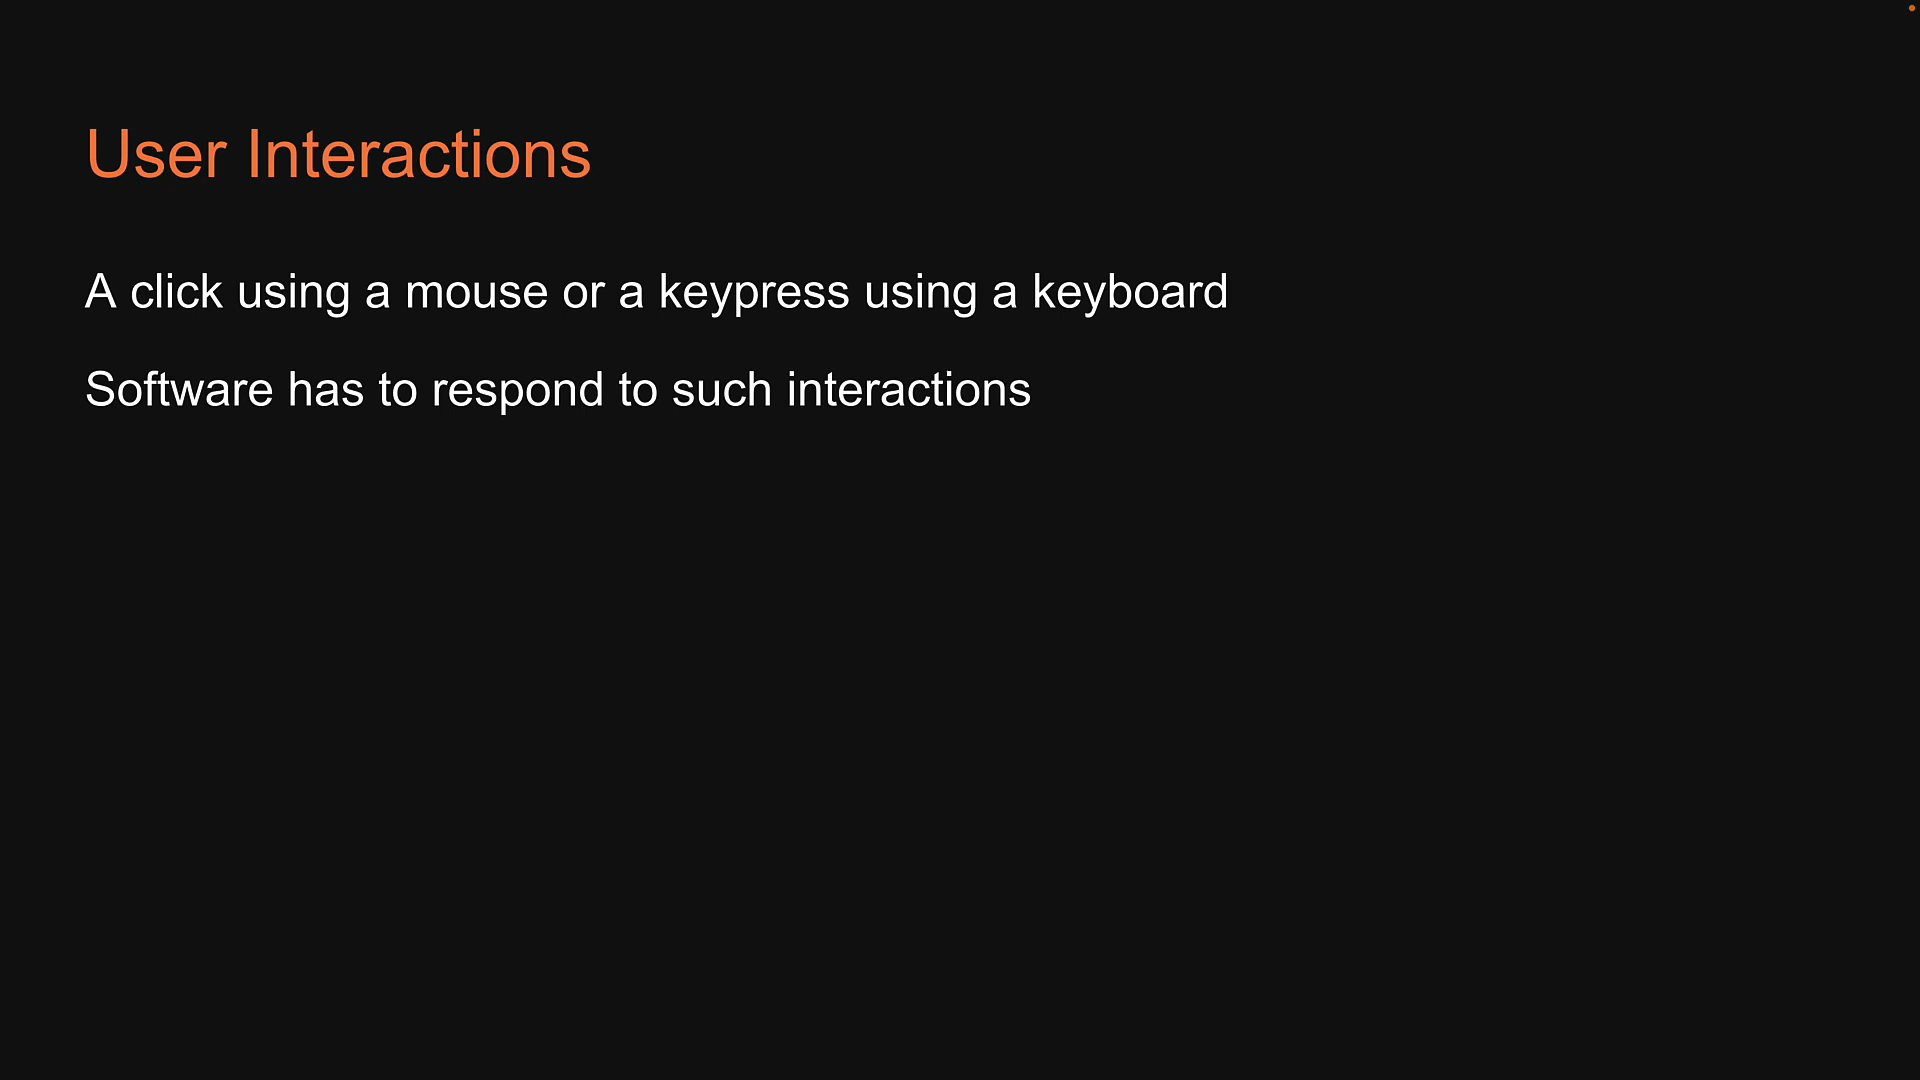 User Interactions
A click using a mouse or a keypress using a keyboard
Software has to respond to such interactions